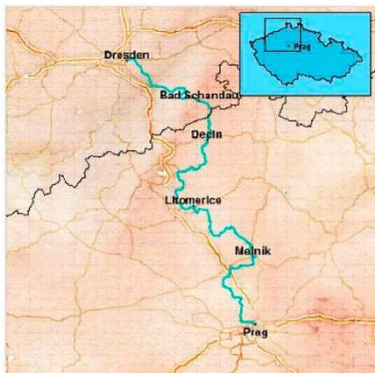 Prag
Dresden
Bad Schandau
Decin
Litomerice
Melnik
Prag